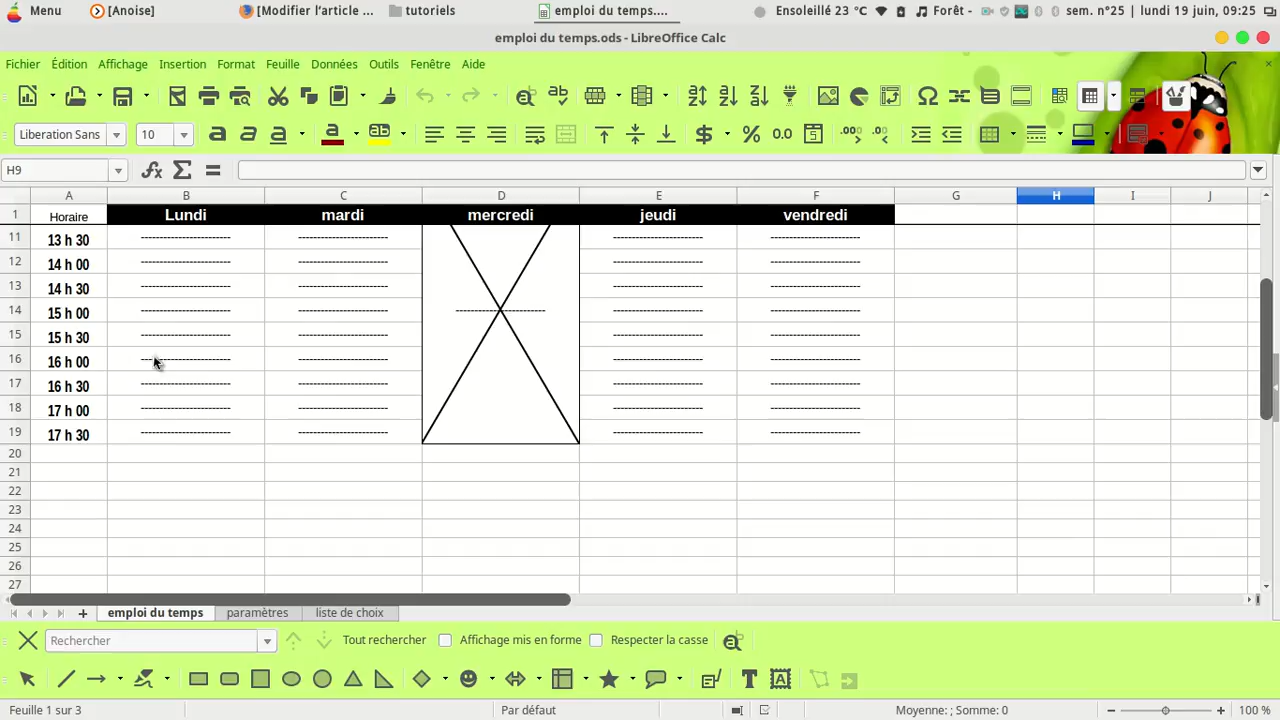 Menu [Anoise] [Modifier l'article ... tutoriels emploi du temps.... Ensoleillé 23 °C Forêt - sem. n°25 | lundi 19 juin, 09:25
emploi du temps.ods - LibreOffice Calc
Fichier Édition Affichage Insertion Format Feuille Données Outils Fenêtre Aide
Liberation Sans 10 a a a a ab $ % 0.0 .000 .00
H9
A B C D E F G H I J
1 Horaire Lundi mardi mercredi jeudi vendredi
11 13 h 30 ----------------------- ----------------------- ----------------------- -----------------------
12 14 h 00 ----------------------- ----------------------- ----------------------- -----------------------
13 14 h 30 ----------------------- ----------------------- ----------------------- -----------------------
14 15 h 00 ----------------------- ----------------------- ----------------------- ----------------------- -----------------------
15 15 h 30 ----------------------- ----------------------- ----------------------- -----------------------
16 16 h 00 ----------------------- ----------------------- ----------------------- -----------------------
17 16 h 30 ----------------------- ----------------------- ----------------------- -----------------------
18 17 h 00 ----------------------- ----------------------- ----------------------- -----------------------
19 17 h 30 ----------------------- ----------------------- ----------------------- -----------------------
20
21
22
23
24
25
26
27
emploi du temps paramètres liste de choix
Rechercher Tout rechercher Affichage mis en forme Respecter la casse
Feuille 1 sur 3 Par défaut Moyenne: ; Somme: 0 100 %